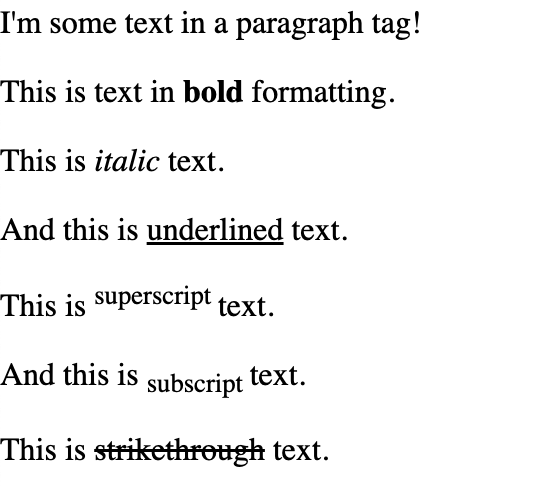 I'm some text in a paragraph tag!
This is text in bold formatting.
This is italic text.
And this is underlined text.
This is superscript text.
And this is subscript text.
This is strikethrough text.